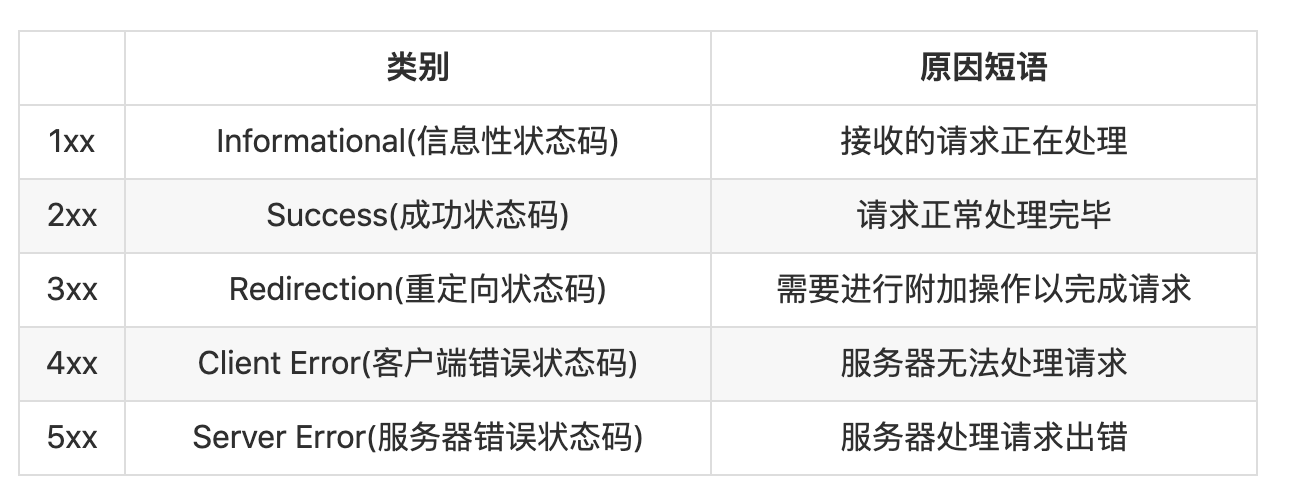 类别 原因短语
1xx Informational(信息性状态码) 接收的请求正在处理
2xx Success(成功状态码) 请求正常处理完毕
3xx Redirection(重定向状态码) 需要进行附加操作以完成请求
4xx Client Error(客户端错误状态码) 服务器无法处理请求
5xx Server Error(服务器错误状态码) 服务器处理请求出错